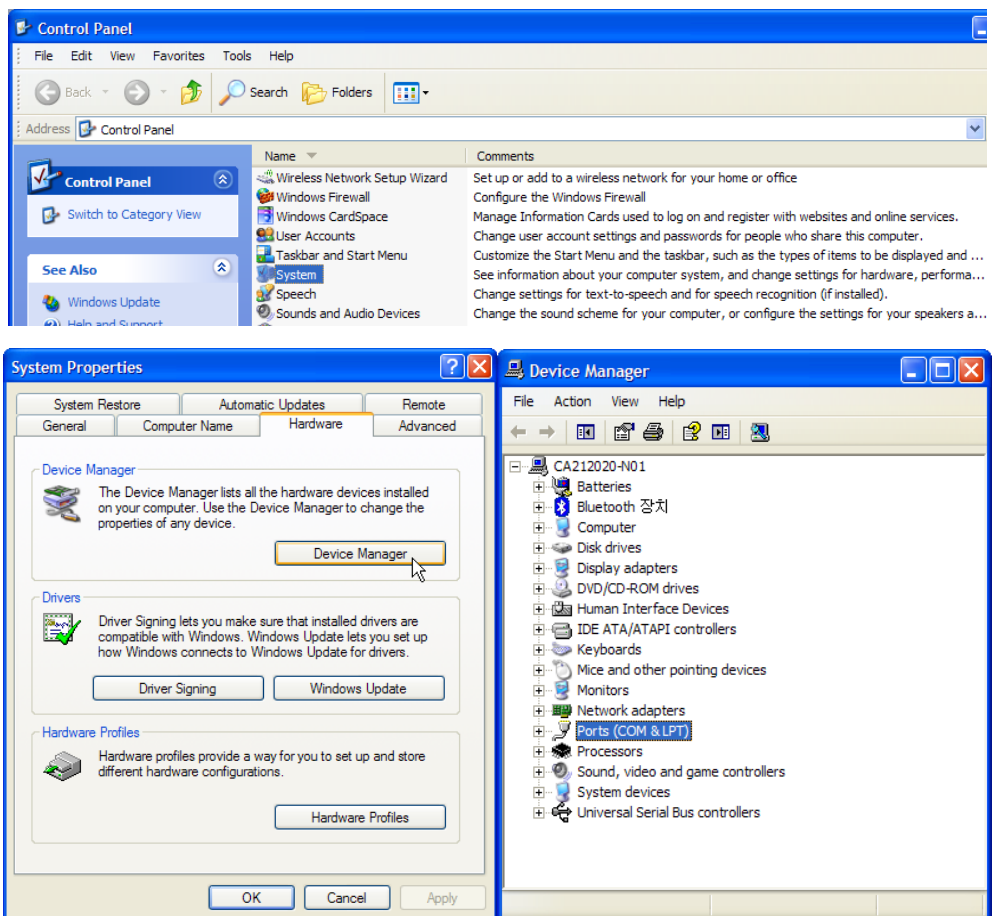 Control Panel
File Edit View Favorites Tools Help
Back Search Folders
Address Control Panel
Name Comments
Control Panel
Switch to Category View
See Also
Windows Update
Help and Support
Wireless Network Setup Wizard Set up or add to a wireless network for your home or office
Windows Firewall Configure the Windows Firewall
Windows CardSpace Manage Information Cards used to log on and register with websites and online services.
User Accounts Change user account settings and passwords for people who share this computer.
Taskbar and Start Menu Customize the Start Menu and the taskbar, such as the types of items to be displayed and ...
System See information about your computer system, and change settings for hardware, performa...
Speech Change settings for text-to-speech and for speech recognition (if installed).
Sounds and Audio Devices Change the sound scheme for your computer, or configure the settings for your speakers a...
System Properties
System Restore Automatic Updates Remote
General Computer Name Hardware Advanced
Device Manager
The Device Manager lists all the hardware devices installed
on your computer. Use the Device Manager to change the
properties of any device.
Device Manager
Drivers
Driver Signing lets you make sure that installed drivers are
compatible with Windows. Windows Update lets you set up
how Windows connects to Windows Update for drivers.
Driver Signing Windows Update
Hardware Profiles
Hardware profiles provide a way for you to set up and store
different hardware configurations.
Hardware Profiles
OK Cancel Apply
Device Manager
File Action View Help
CA212020-N01
Batteries
Bluetooth 장치
Computer
Disk drives
Display adapters
DVD/CD-ROM drives
Human Interface Devices
IDE ATA/ATAPI controllers
Keyboards
Mice and other pointing devices
Monitors
Network adapters
Ports (COM & LPT)
Processors
Sound, video and game controllers
System devices
Universal Serial Bus controllers